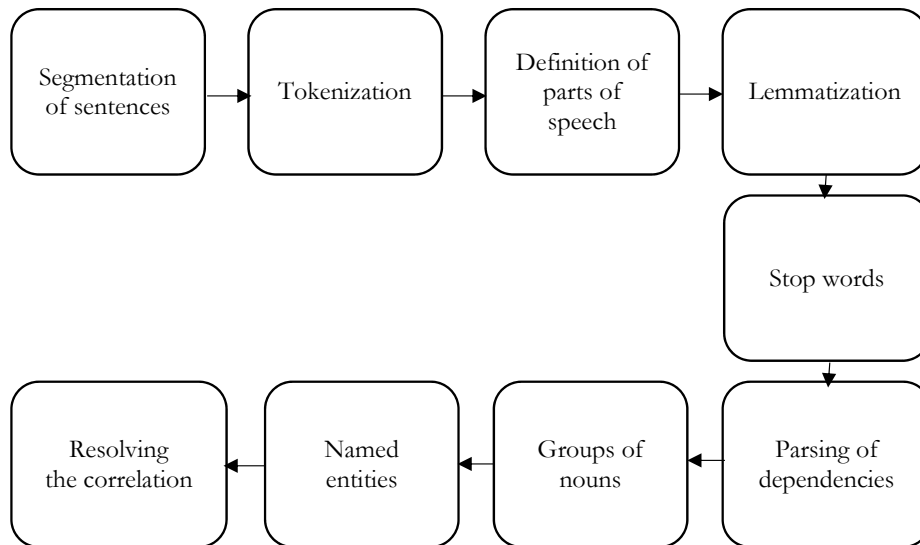 Segmentation
of sentences
Tokenization
Definition of
parts of
speech
Lemmatization
Stop words
Parsing of
dependencies
Groups of
nouns
Named
entities
Resolving
the correlation